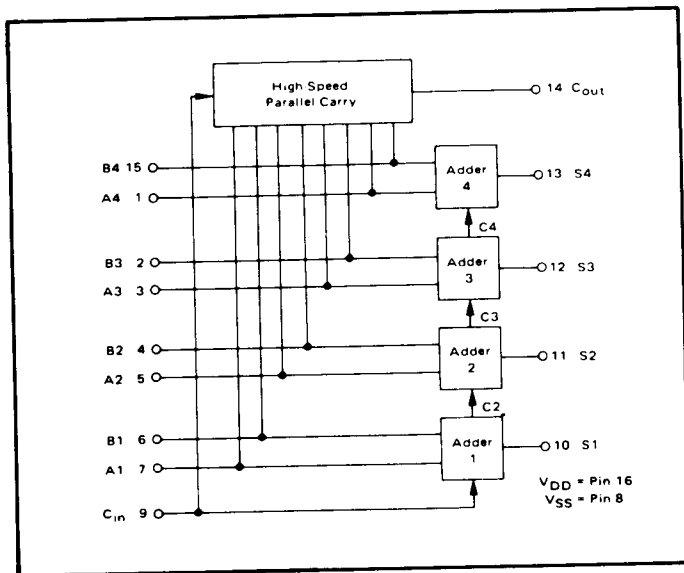 High Speed
Parallel Carry
14 Cout
B4 15
A4 1
Adder
4
13 S4
C4
B3 2
A3 3
Adder
3
12 S3
C3
B2 4
A2 5
Adder
2
11 S2
C2
B1 6
A1 7
Adder
1
10 S1
VDD = Pin 16
VSS = Pin 8
Cin 9